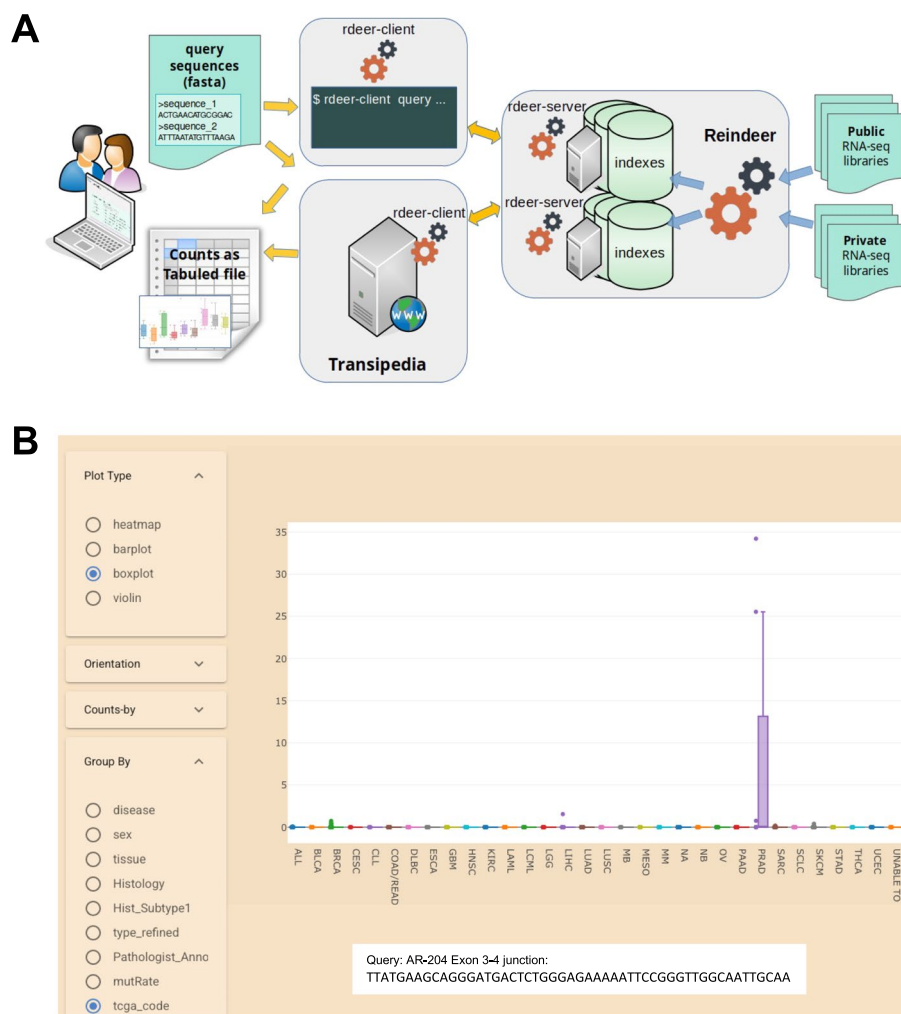 A
query
sequences
(fasta)
>sequence_1
ACTGAACATGCGGAC
>sequence_2
ATTTAATATGTTTAAGA
rdeer-client
$ rdeer-client query ...
rdeer-server
indexes
Reindeer
Public
RNA-seq
libraries
rdeer-server
indexes
Private
RNA-seq
libraries
rdeer-client
WWW
Transipedia
Counts as
Tabuled file
B
Plot Type
heatmap
barplot
boxplot
violin
Orientation
Counts-by
Group By
disease
sex
tissue
Histology
Hist_Subtype1
type_refined
Pathologist_Anno
mutRate
tcga_code
35
30
25
20
15
10
5
0
ALL
BLCA
BRCA
CESC
CLL
COAD/READ
DLBC
ESCA
GBM
HNSC
KIRC
LAML
LCML
LGG
LIHC
LUAD
LUSC
MB
MESO
MM
NA
NB
OV
PAAD
PRAD
SARC
SCLC
SKCM
STAD
THCA
UCEC
UNABLE TO
Query: AR-204 Exon 3-4 junction:
TTATGAAGCAGGGATGACTCTGGGAGAAAAATTCCGGGTTGGCAATTGCAA